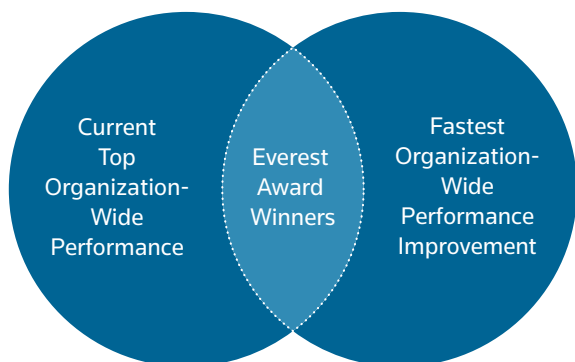 Current
Top
Organization-
Wide
Performance
Everest
Award
Winners
Fastest
Organization-
Wide
Performance
Improvement